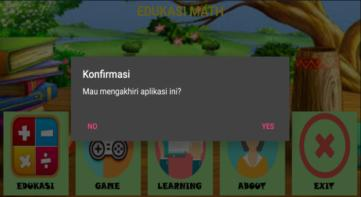 EDUKASI MATH
Konfirmasi
Mau mengakhiri aplikasi ini?
NO YES
EDUKASI GAME LEARNING ABOUT EXIT